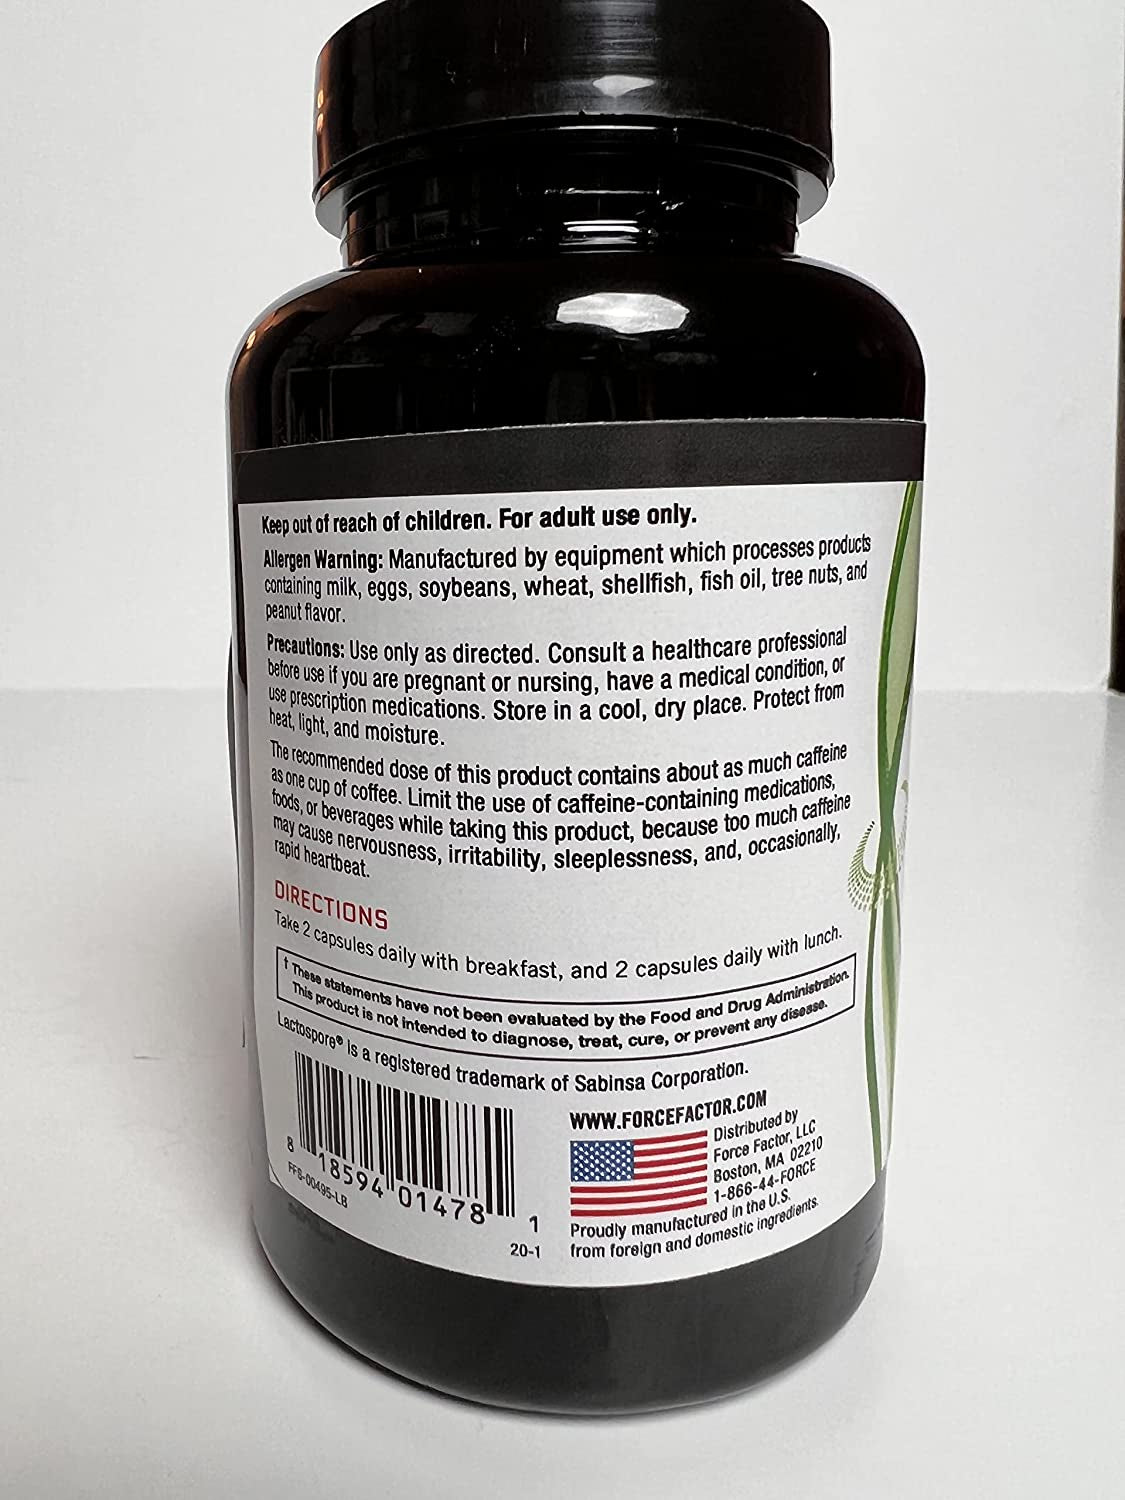 Keep out of reach of children. For adult use only.
Allergen Warning: Manufactured by equipment which processes products
containing milk, eggs, soybeans, wheat, shellfish, fish oil, tree nuts, and
peanut flavor.
Precautions: Use only as directed. Consult a healthcare professional
before use if you are pregnant or nursing, have a medical condition, or
use prescription medications. Store in a cool, dry place. Protect from
heat, light, and moisture.
The recommended dose of this product contains about as much caffeine
as one cup of coffee. Limit the use of caffeine-containing medications,
foods, or beverages while taking this product, because too much caffeine
may cause nervousness, irritability, sleeplessness, and, occasionally,
rapid heartbeat.
DIRECTIONS
Take 2 capsules daily with breakfast, and 2 capsules daily with lunch.
† These statements have not been evaluated by the Food and Drug Administration.
This product is not intended to diagnose, treat, cure, or prevent any disease.
Lactospore® is a registered trademark of Sabinsa Corporation.
8 18594 01478 1
FFS-00495-LB
20-1
WWW.FORCEFACTOR.COM
Distributed by
Force Factor, LLC
Boston, MA 02210
1-866-44-FORCE
Proudly manufactured in the U.S.
from foreign and domestic ingredients.